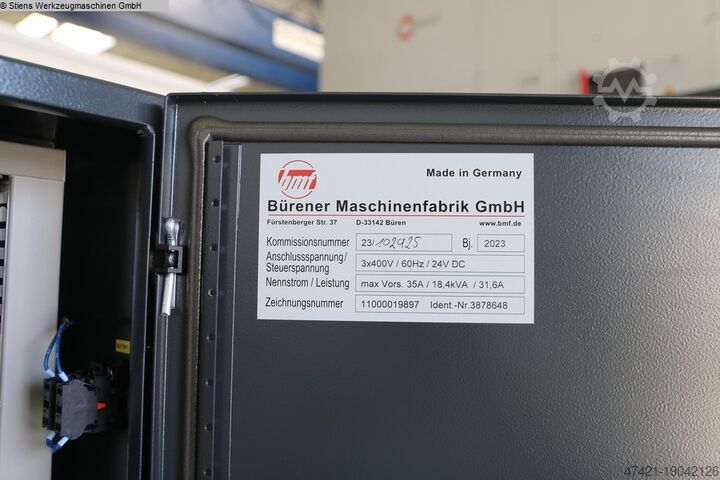 © Stiens Werkzeugmaschinen GmbH
bmf
Made in Germany
Bürener Maschinenfabrik GmbH
Fürstenberger Str. 37 D-33142 Büren www.bmf.de
Kommissionsnummer 23/102925 Bj. 2023
Anschlussspannung/
Steuerspannung 3x400V / 60Hz / 24V DC
Nennstrom / Leistung max Vors. 35A / 18,4kVA / 31,6A
Zeichnungsnummer 11000019897 Ident.-Nr.3878648
47421-19042126